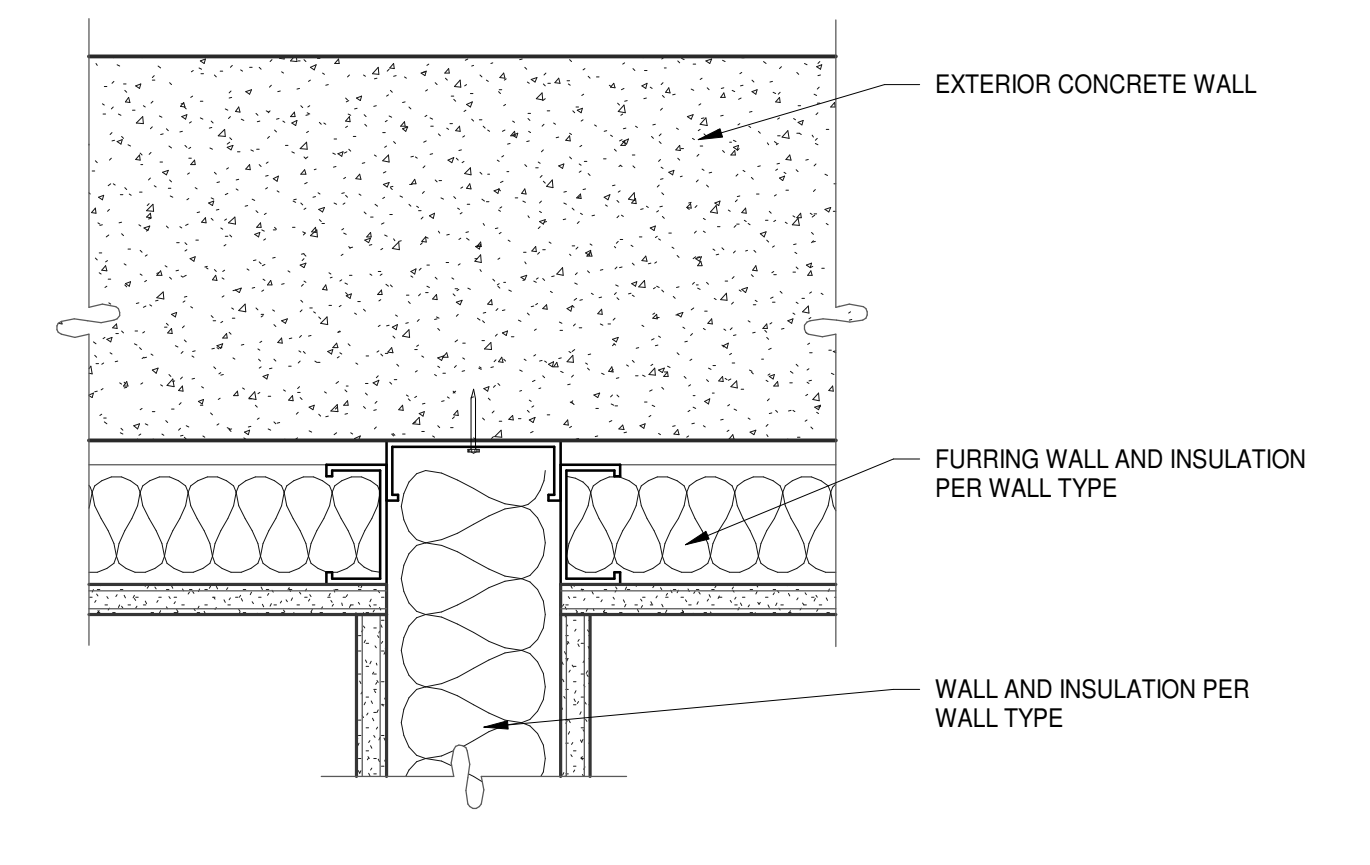 EXTERIOR CONCRETE WALL
FURRING WALL AND INSULATION
PER WALL TYPE
WALL AND INSULATION PER
WALL TYPE